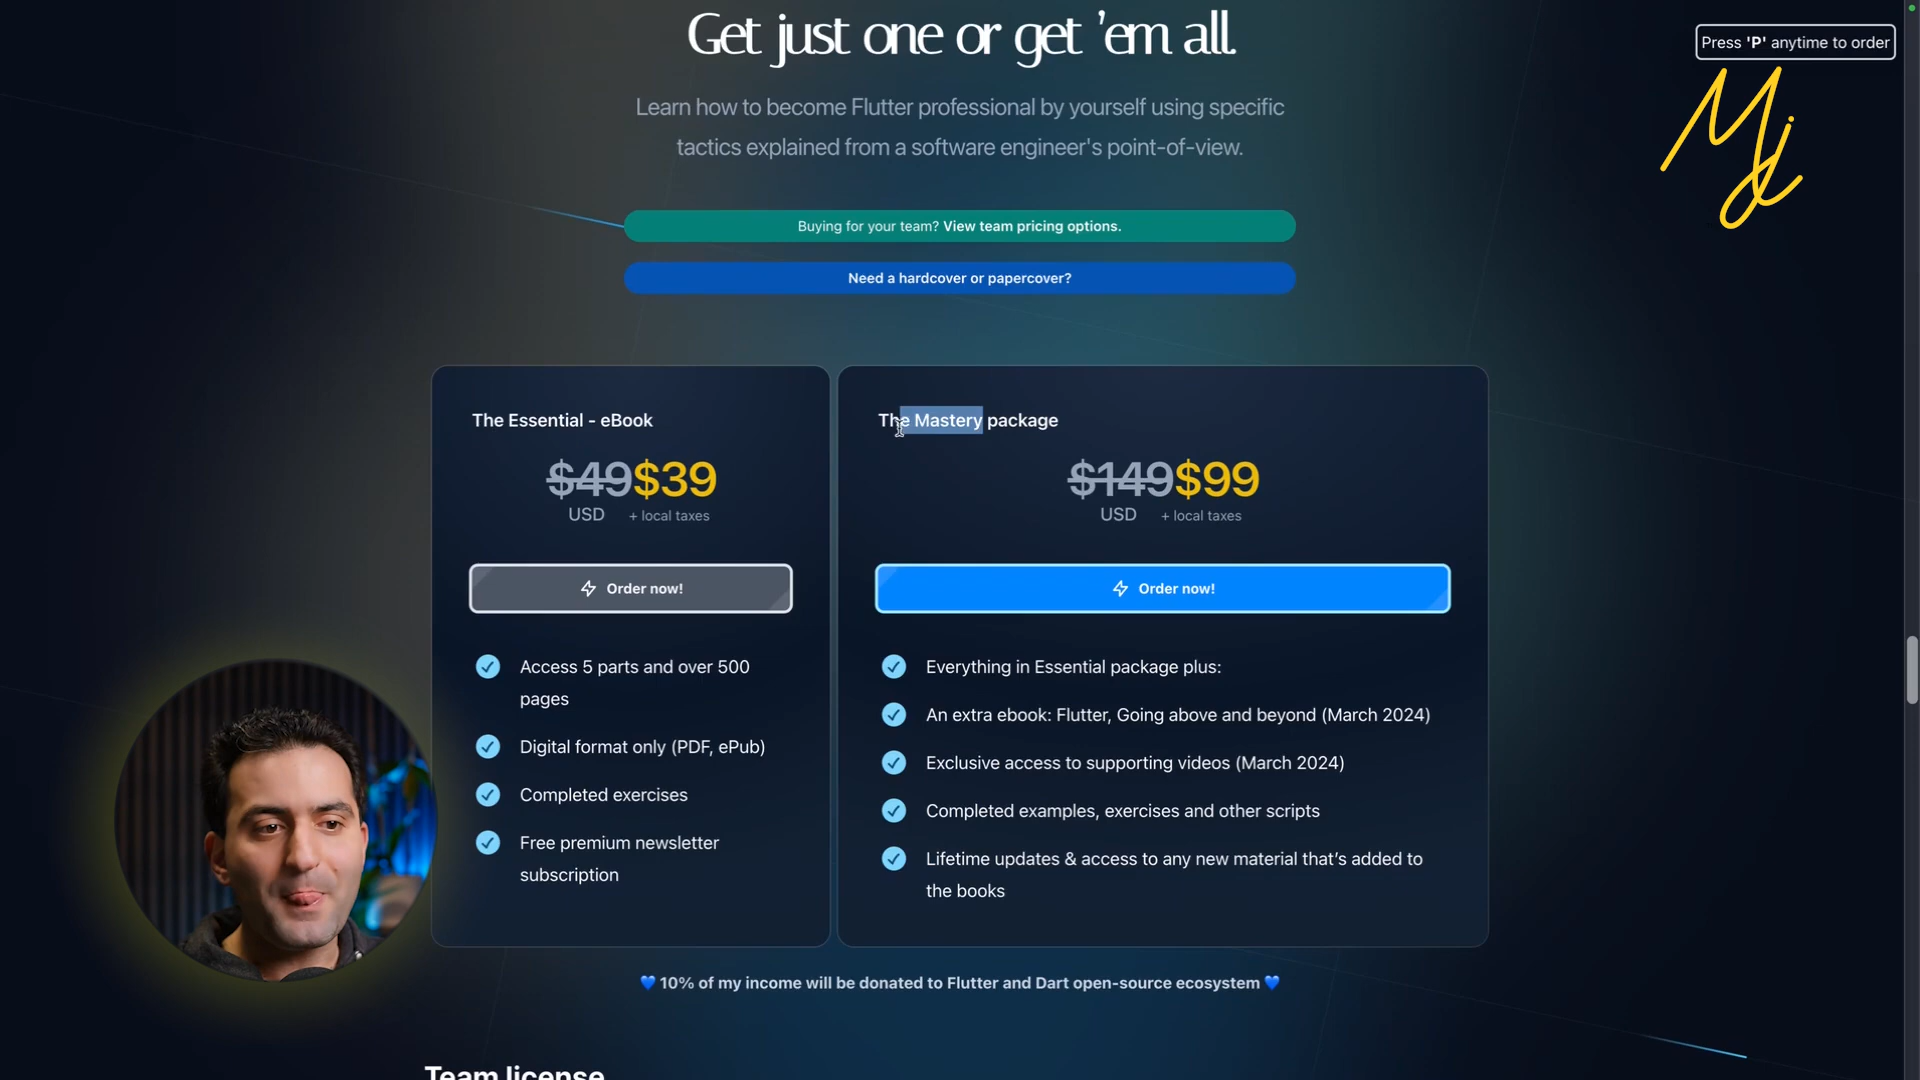 Get just one or get 'em all.
Press 'P' anytime to order
Mj
Learn how to become Flutter professional by yourself using specific
tactics explained from a software engineer's point-of-view.
Buying for your team? View team pricing options.
Need a hardcover or papercover?
The Essential - eBook
$49$39
USD + local taxes
Order now!
Access 5 parts and over 500
pages
Digital format only (PDF, ePub)
Completed exercises
Free premium newsletter
subscription
The Mastery package
$149$99
USD + local taxes
Order now!
Everything in Essential package plus:
An extra ebook: Flutter, Going above and beyond (March 2024)
Exclusive access to supporting videos (March 2024)
Completed examples, exercises and other scripts
Lifetime updates & access to any new material that's added to
the books
💙 10% of my income will be donated to Flutter and Dart open-source ecosystem 💙
Team license